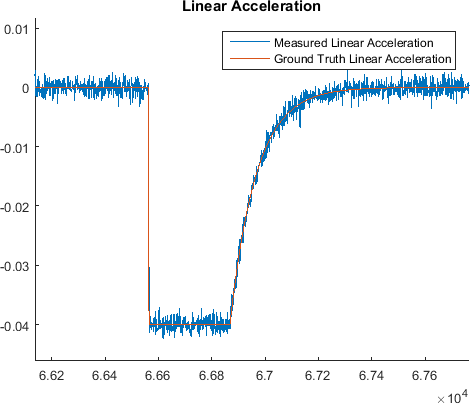 Linear Acceleration
Measured Linear Acceleration
Ground Truth Linear Acceleration
0.01
0
-0.01
-0.02
-0.03
-0.04
6.62 6.64 6.66 6.68 6.7 6.72 6.74 6.76
×10⁴